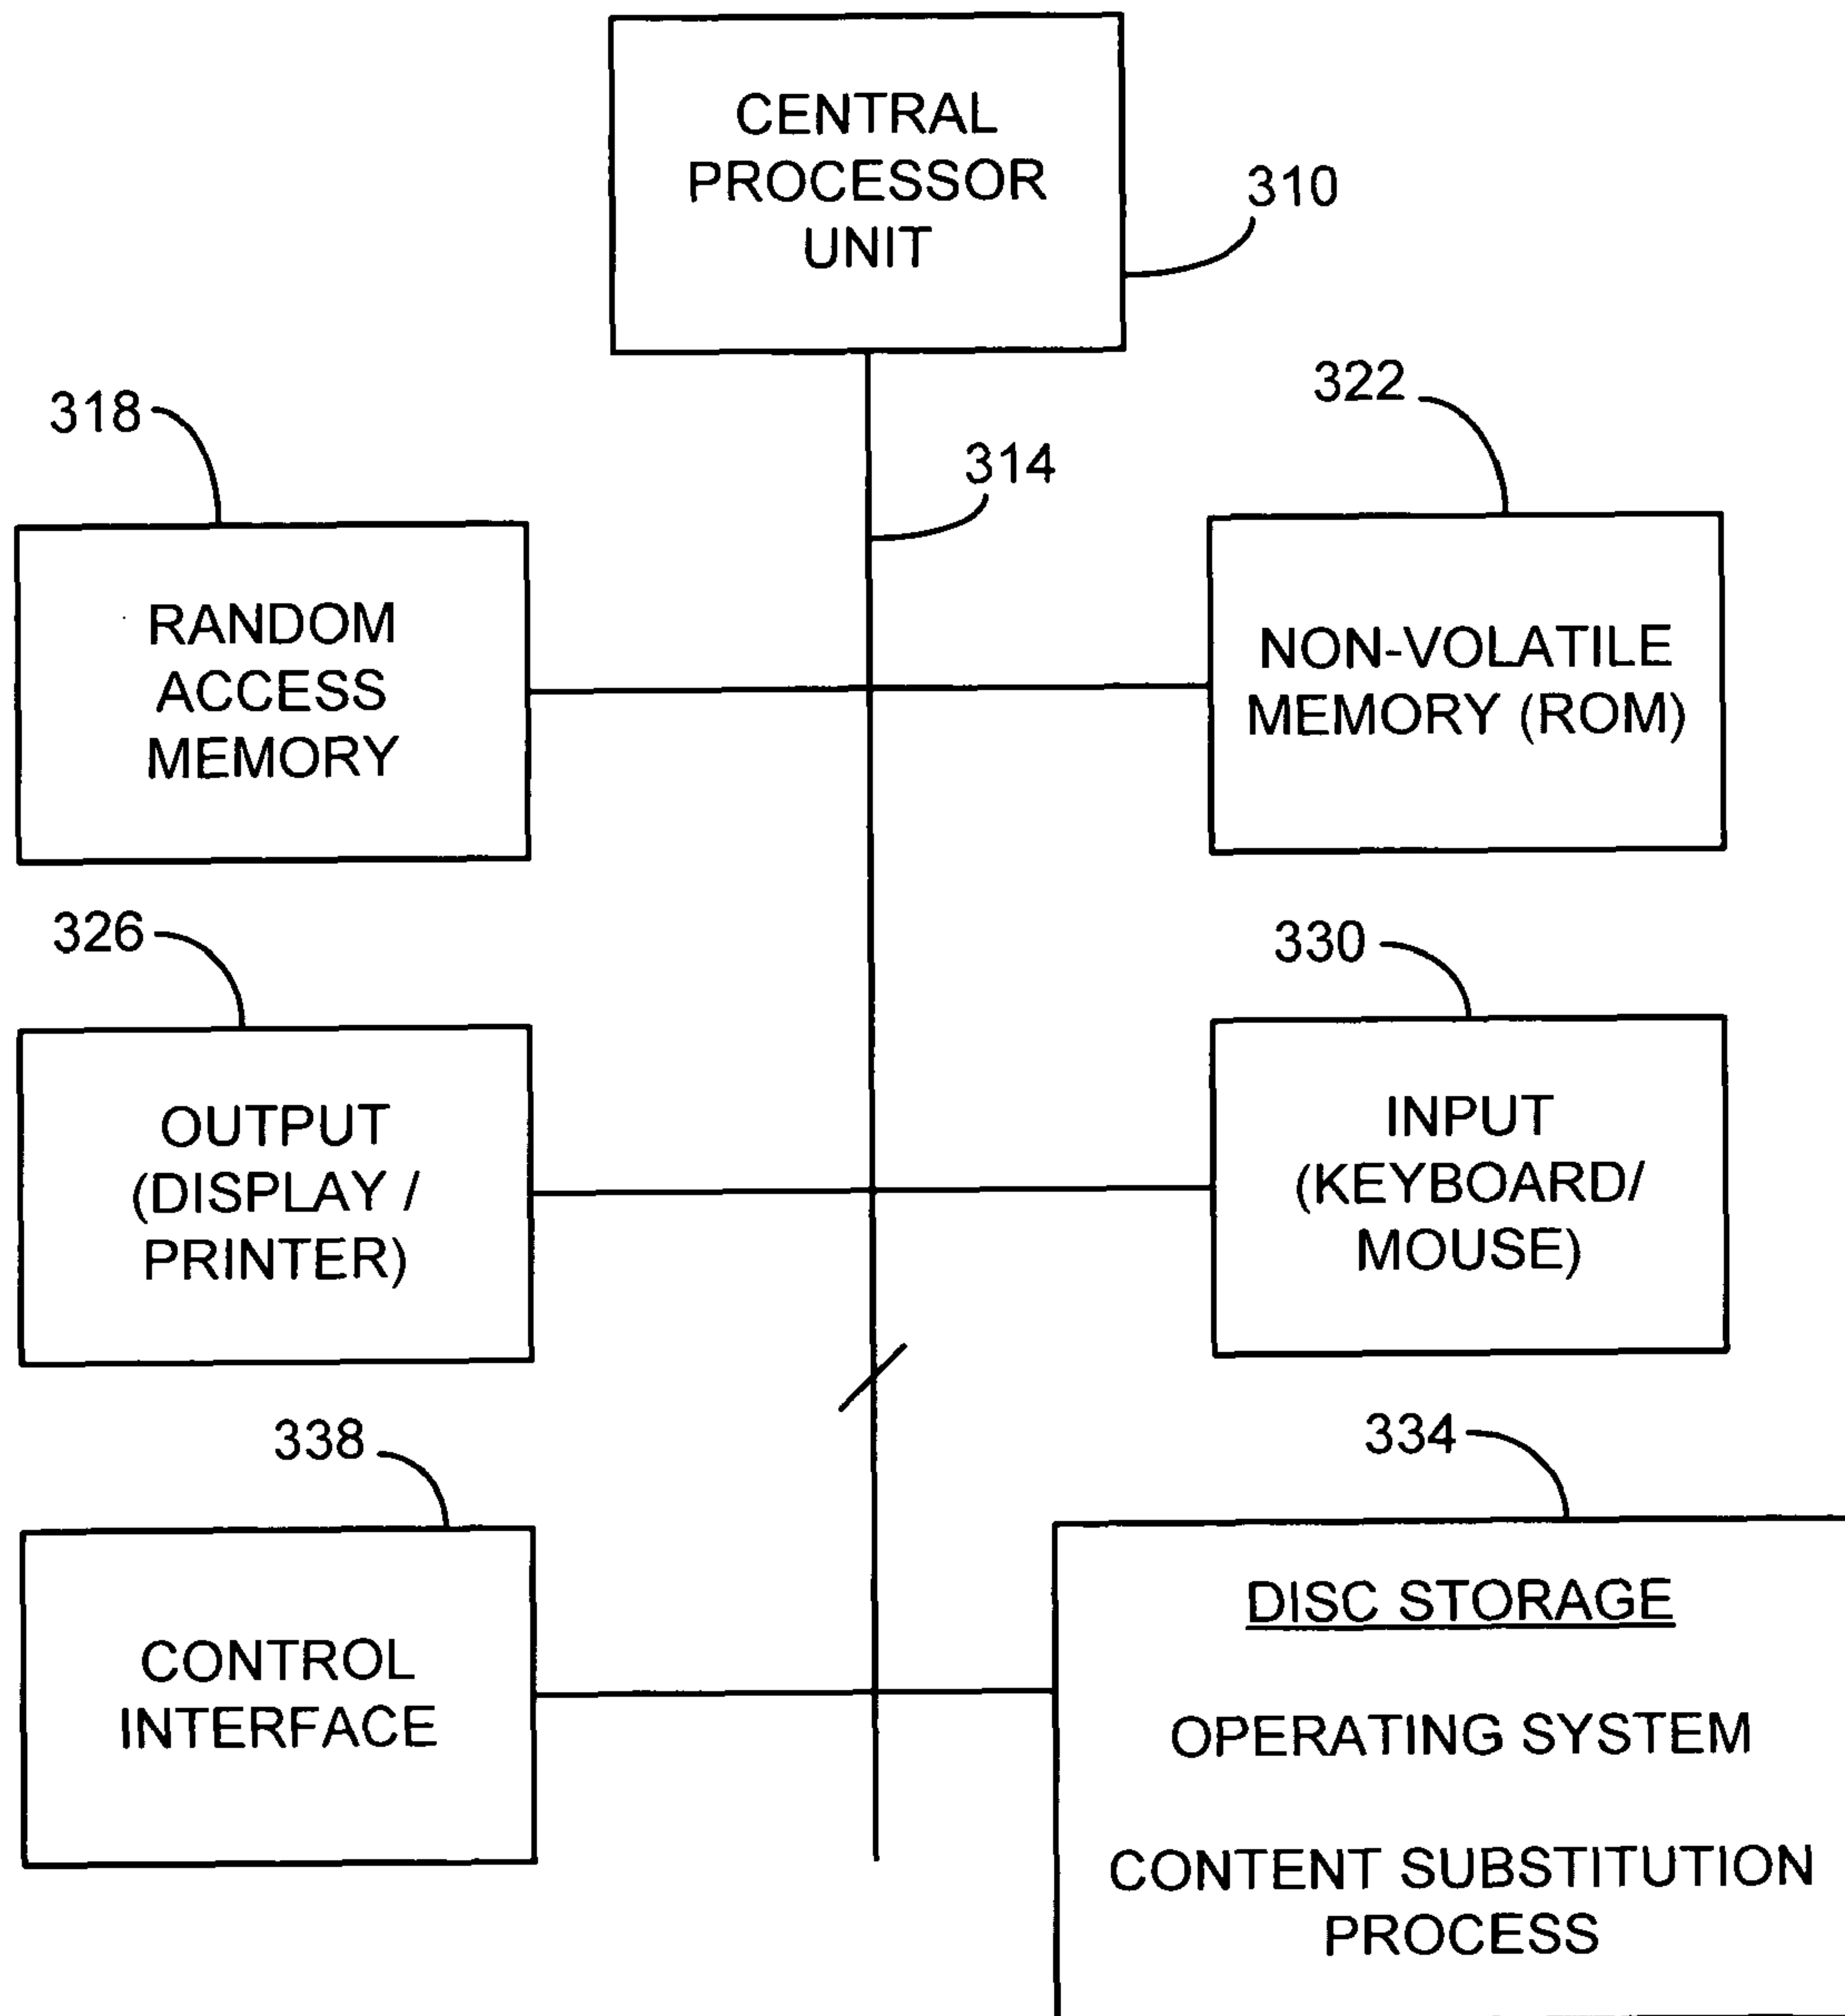 CENTRAL
PROCESSOR
UNIT
310
318
314
322
RANDOM
ACCESS
MEMORY
NON-VOLATILE
MEMORY (ROM)
326
330
OUTPUT
(DISPLAY /
PRINTER)
INPUT
(KEYBOARD/
MOUSE)
338
334
CONTROL
INTERFACE
DISC STORAGE
OPERATING SYSTEM
CONTENT SUBSTITUTION
PROCESS